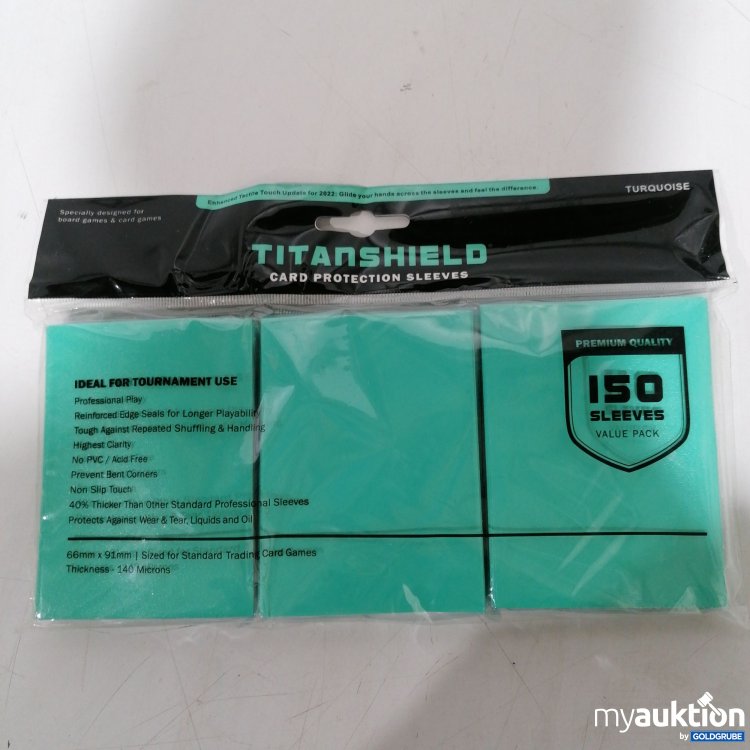 Enhanced Tactile Touch Update for 2022: Glide your hands across the sleeves and feel the difference.
TURQUOISE
Specially designed for
board games & card games
TITANSHIELD
CARD PROTECTION SLEEVES
PREMIUM QUALITY
150
SLEEVES
VALUE PACK
IDEAL FOR TOURNAMENT USE
Professional Play
Reinforced Edge Seals for Longer Playability
Tough Against Repeated Shuffling & Handling
Highest Clarity
No PVC / Acid Free
Prevent Bent Corners
Non Slip Touch
40% Thicker Than Other Standard Professional Sleeves
Protects Against Wear & Tear, Liquids and Oil
66mm x 91mm | Sized for Standard Trading Card Games
Thickness - 140 Microns
myauktion
by GOLDGRUBE